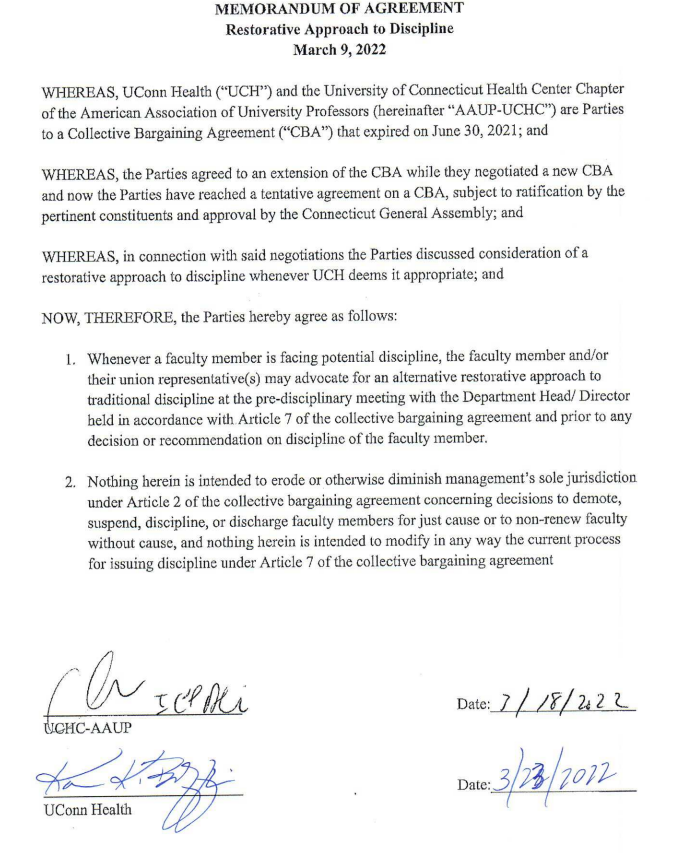 MEMORANDUM OF AGREEMENT
Restorative Approach to Discipline
March 9, 2022
WHEREAS, UConn Health (“UCH”) and the University of Connecticut Health Center Chapter
of the American Association of University Professors (hereinafter “AAUP-UCHC”) are Parties
to a Collective Bargaining Agreement (“CBA”) that expired on June 30, 2021; and
WHEREAS, the Parties agreed to an extension of the CBA while they negotiated a new CBA
and now the Parties have reached a tentative agreement on a CBA, subject to ratification by the
pertinent constituents and approval by the Connecticut General Assembly; and
WHEREAS, in connection with said negotiations the Parties discussed consideration of a
restorative approach to discipline whenever UCH deems it appropriate; and
NOW, THEREFORE, the Parties hereby agree as follows:
1. Whenever a faculty member is facing potential discipline, the faculty member and/or
their union representative(s) may advocate for an alternative restorative approach to
traditional discipline at the pre-disciplinary meeting with the Department Head/ Director
held in accordance with Article 7 of the collective bargaining agreement and prior to any
decision or recommendation on discipline of the faculty member.
2. Nothing herein is intended to erode or otherwise diminish management’s sole jurisdiction
under Article 2 of the collective bargaining agreement concerning decisions to demote,
suspend, discipline, or discharge faculty members for just cause or to non-renew faculty
without cause, and nothing herein is intended to modify in any way the current process
for issuing discipline under Article 7 of the collective bargaining agreement
Date: 3/18/2022
UCHC-AAUP
Date: 3/23/2022
UConn Health